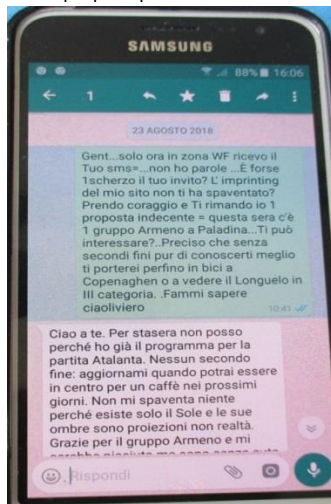 SAMSUNG
88% 16:06
1
23 AGOSTO 2018
Gent...solo ora in zona WF ricevo il
Tuo sms=...non ho parole ...È forse
1scherzo il tuo invito? L' imprinting
del mio sito non ti ha spaventato?
Prendo coraggio e Ti rimando io 1
proposta indecente = questa sera c'è
1 gruppo Armeno a Paladina...Ti può
interessare?..Preciso che senza
secondi fini pur di conoscerti meglio
ti porterei perfino in bici a
Copenaghen o a vedere il Longuelo in
III categoria. .Fammi sapere
ciaoliviero
10:41
Ciao a te. Per stasera non posso
perché ho già il programma per la
partita Atalanta. Nessun secondo
fine: aggiornami quando potrai essere
in centro per un caffè nei prossimi
giorni. Non mi spaventa niente
perché esiste solo il Sole e le sue
ombre sono proiezioni non realtà.
Grazie per il gruppo Armeno e mi
Rispondi